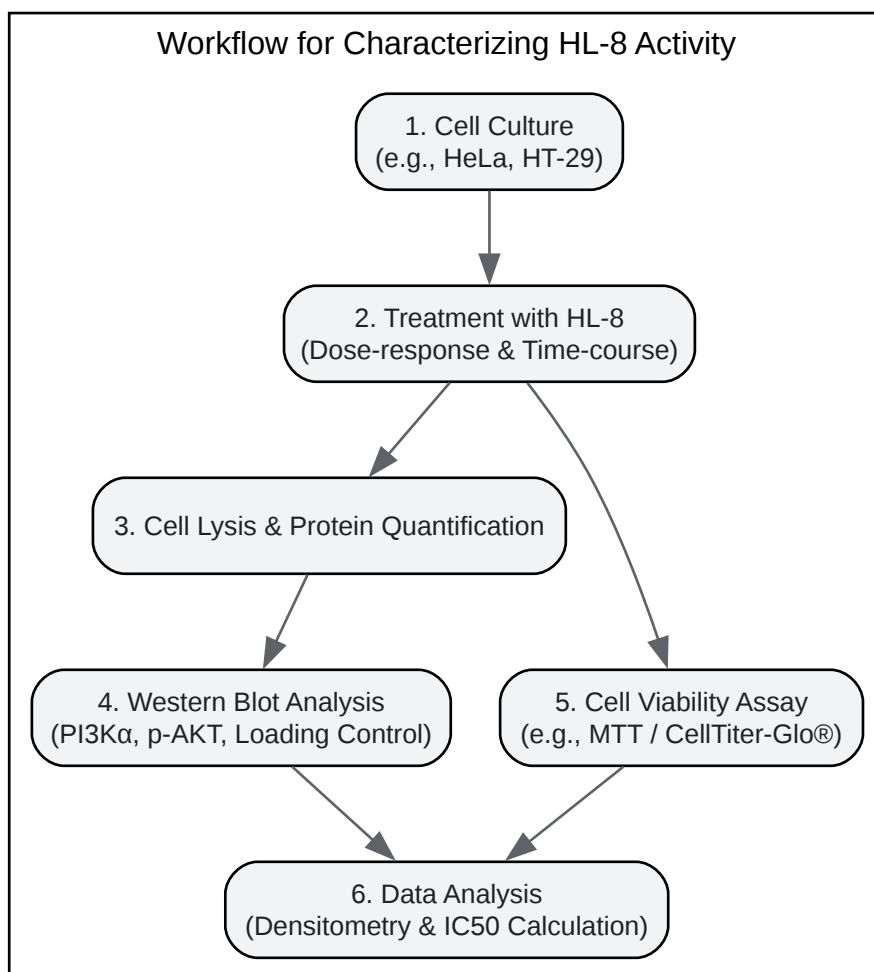 Workflow for Characterizing HL-8 Activity
1. Cell Culture
(e.g., HeLa, HT-29)
2. Treatment with HL-8
(Dose-response & Time-course)
3. Cell Lysis & Protein Quantification
4. Western Blot Analysis
(PI3Kα, p-AKT, Loading Control)
5. Cell Viability Assay
(e.g., MTT / CellTiter-Glo®)
6. Data Analysis
(Densitometry & IC50 Calculation)